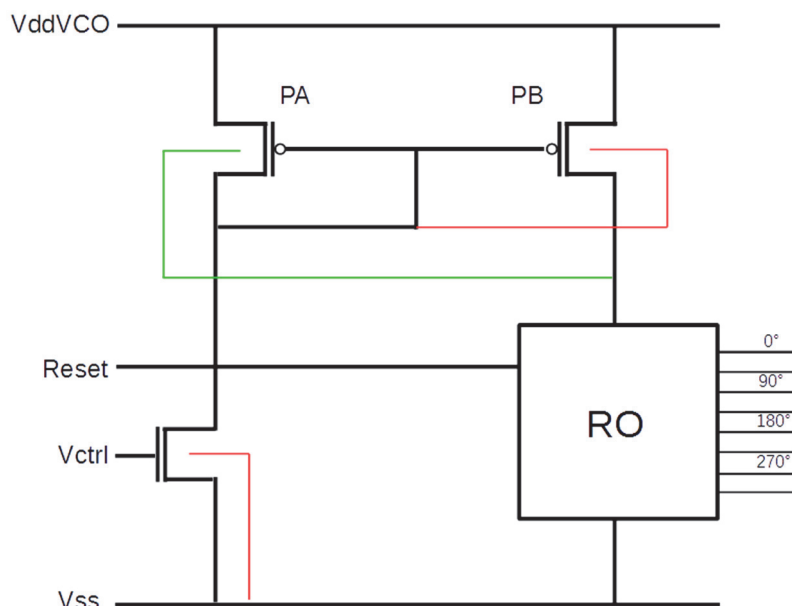 VddVCO
PA
PB
Reset
0°
90°
180°
270°
RO
Vctrl
Vss